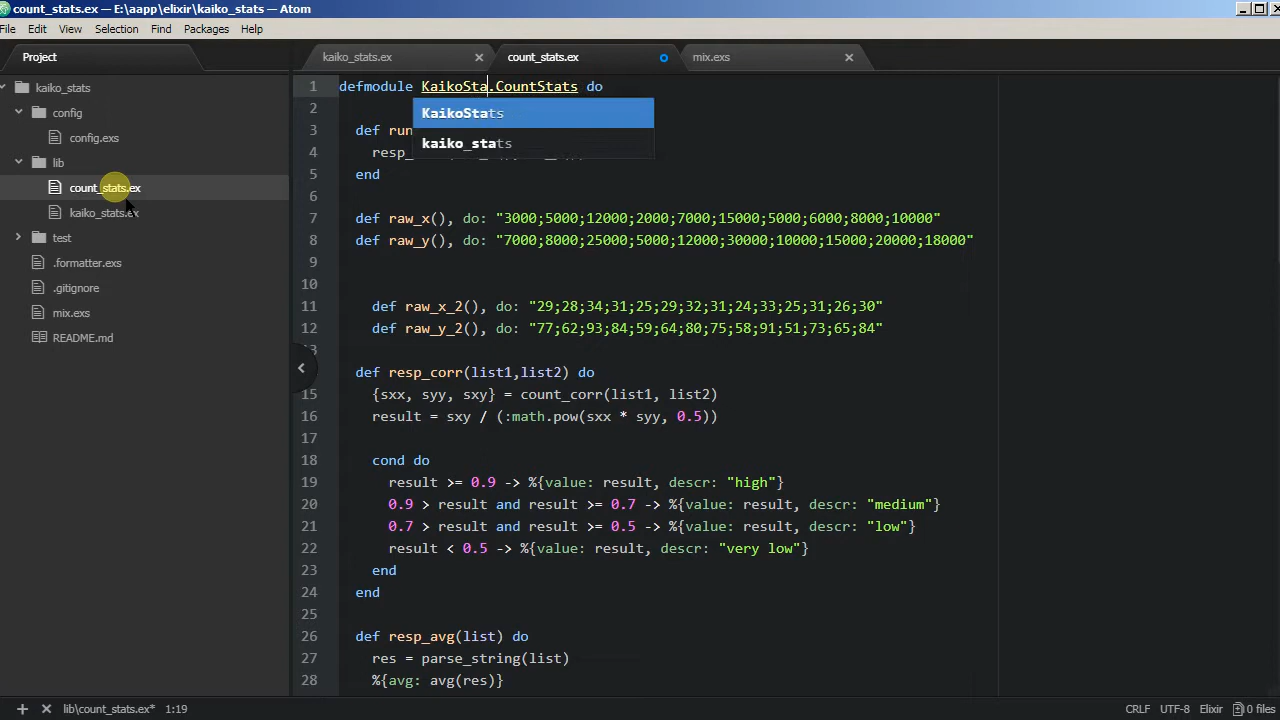 count_stats.ex — E:\aapp\elixir\kaiko_stats — Atom
File Edit View Selection Find Packages Help
Project
kaiko_stats.ex
count_stats.ex
mix.exs
kaiko_stats
config
config.exs
lib
count_stats.ex
kaiko_stats.ex
test
.formatter.exs
.gitignore
mix.exs
README.md
1 defmodule KaikoSta.CountStats do
KaikoStats
kaiko_stats
2
3 def run
4 resp_
5 end
6
7 def raw_x(), do: "3000;5000;12000;2000;7000;15000;5000;6000;8000;10000"
8 def raw_y(), do: "7000;8000;25000;5000;12000;30000;10000;15000;20000;18000"
9
10
11 def raw_x_2(), do: "29;28;34;31;25;29;32;31;24;33;25;31;26;30"
12 def raw_y_2(), do: "77;62;93;84;59;64;80;75;58;91;51;73;65;84"
13
def resp_corr(list1,list2) do
15 {sxx, syy, sxy} = count_corr(list1, list2)
16 result = sxy / (:math.pow(sxx * syy, 0.5))
17
18 cond do
19 result >= 0.9 -> %{value: result, descr: "high"}
20 0.9 > result and result >= 0.7 -> %{value: result, descr: "medium"}
21 0.7 > result and result >= 0.5 -> %{value: result, descr: "low"}
22 result < 0.5 -> %{value: result, descr: "very low"}
23 end
24 end
25
26 def resp_avg(list) do
27 res = parse_string(list)
28 %{avg: avg(res)}
lib\count_stats.ex* 1:19
CRLF UTF-8 Elixir 0 files